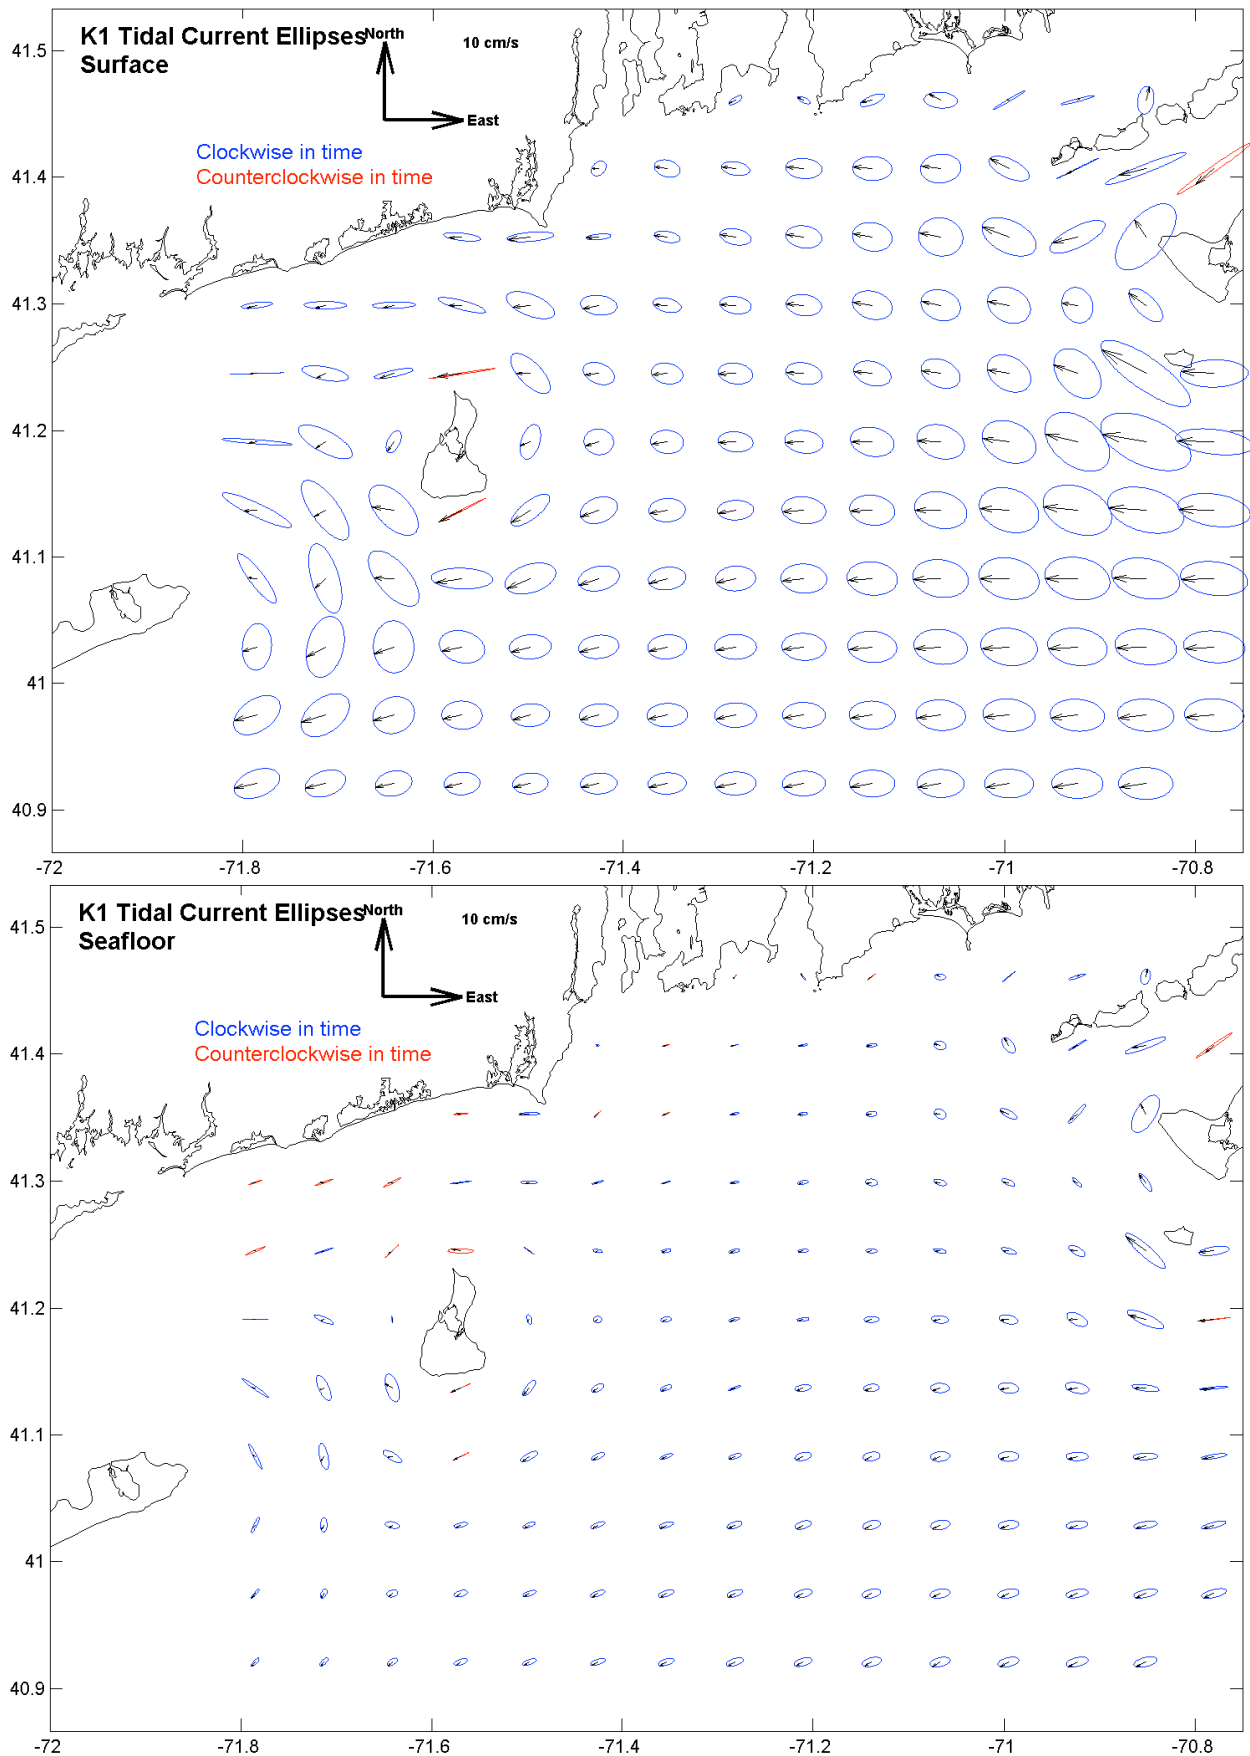 K1 Tidal Current Ellipses
Surface
North
10 cm/s
East
Clockwise in time
Counterclockwise in time
41.5
41.4
41.3
41.2
41.1
41
40.9
-72
-71.8
-71.6
-71.4
-71.2
-71
-70.8
K1 Tidal Current Ellipses
Seafloor
North
10 cm/s
East
Clockwise in time
Counterclockwise in time
41.5
41.4
41.3
41.2
41.1
41
40.9
-72
-71.8
-71.6
-71.4
-71.2
-71
-70.8